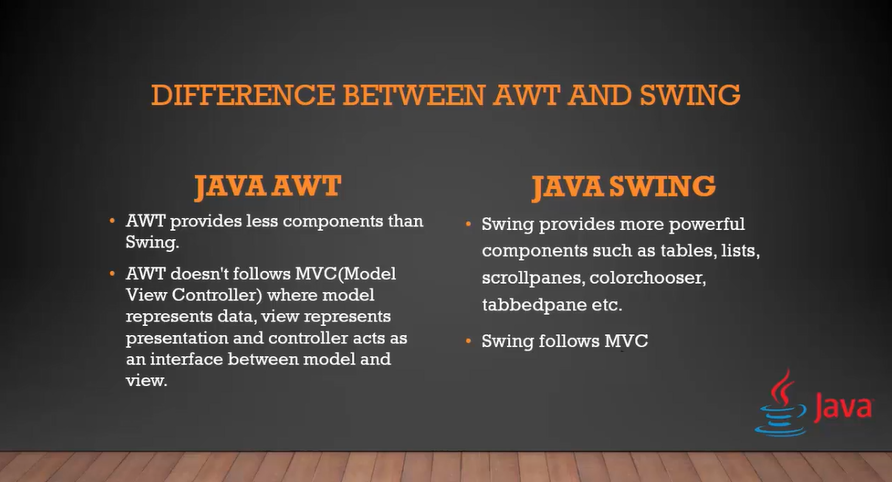 DIFFERENCE BETWEEN AWT AND SWING
JAVA AWT
• AWT provides less components than
Swing.
• AWT doesn't follows MVC(Model
View Controller) where model
represents data, view represents
presentation and controller acts as
an interface between model and
view.
JAVA SWING
• Swing provides more powerful
components such as tables, lists,
scrollpanes, colorchooser,
tabbedpane etc.
• Swing follows MVC
Java